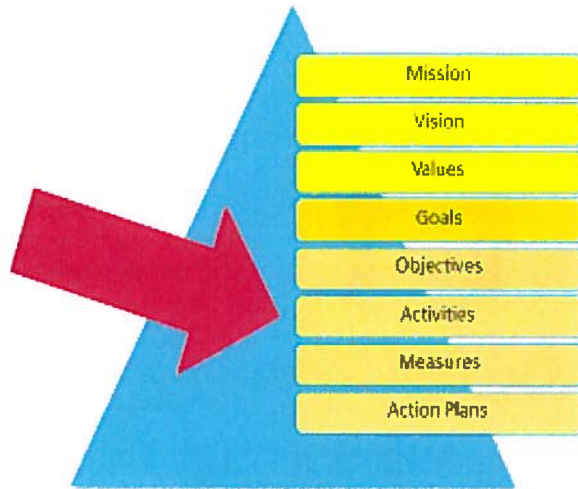 Mission
Vision
Values
Goals
Objectives
Activities
Measures
Action Plans